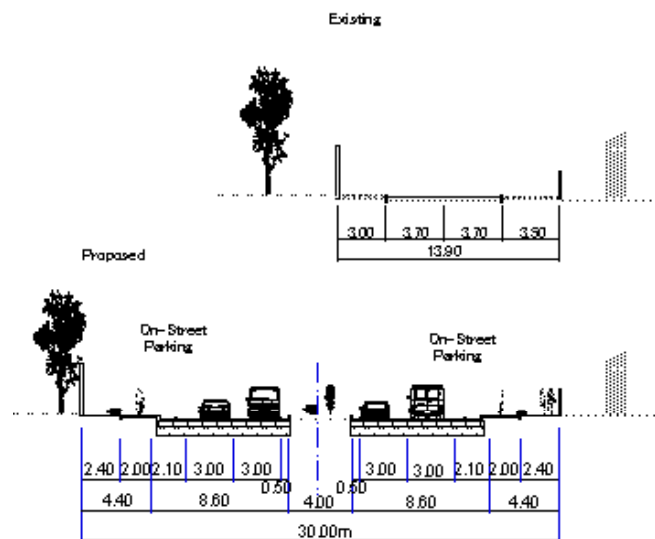 Existing
3.00 3.70 3.70 3.50
13.90
Proposed
On-Street
Parking
On-Street
Parking
2.40 2.00 2.10 3.00 3.00 3.00 3.00 2.10 2.00 2.40
0.50 0.50
4.40 8.60 4.00 8.60 4.40
30.00m